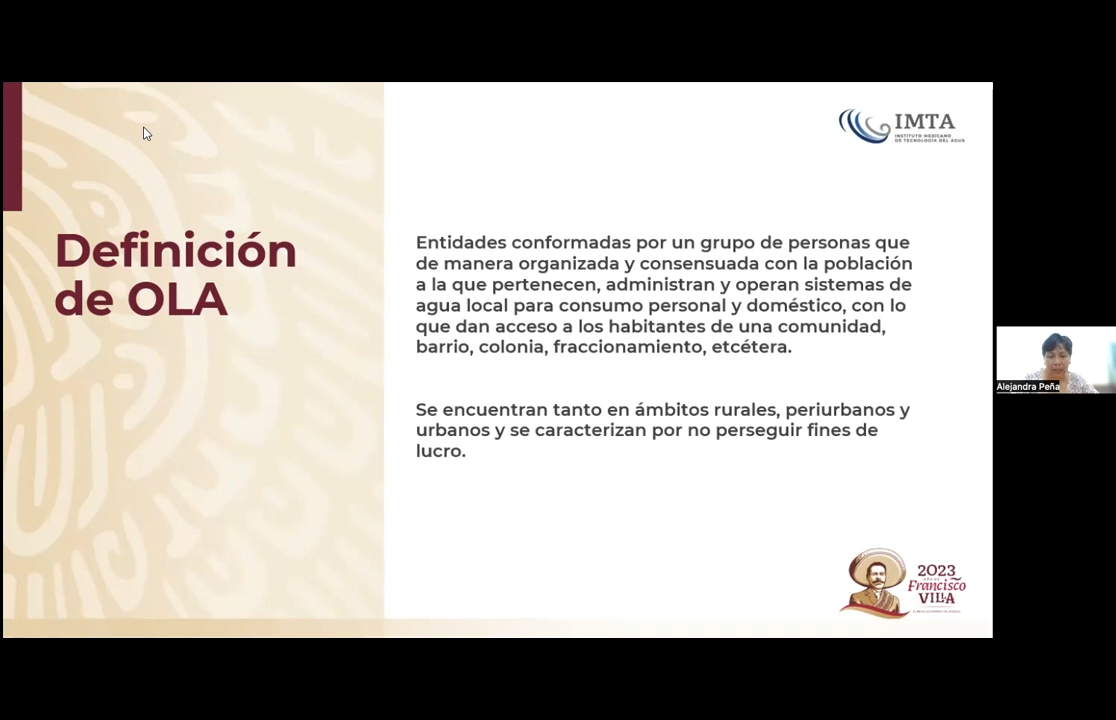 IMTA
INSTITUTO MEXICANO
DE TECNOLOGÍA DEL AGUA
Definición
de OLA
Entidades conformadas por un grupo de personas que
de manera organizada y consensuada con la población
a la que pertenecen, administran y operan sistemas de
agua local para consumo personal y doméstico, con lo
que dan acceso a los habitantes de una comunidad,
barrio, colonia, fraccionamiento, etcétera.
Se encuentran tanto en ámbitos rurales, periurbanos y
urbanos y se caracterizan por no perseguir fines de
lucro.
Alejandra Peña
2023
Francisco
VILLA